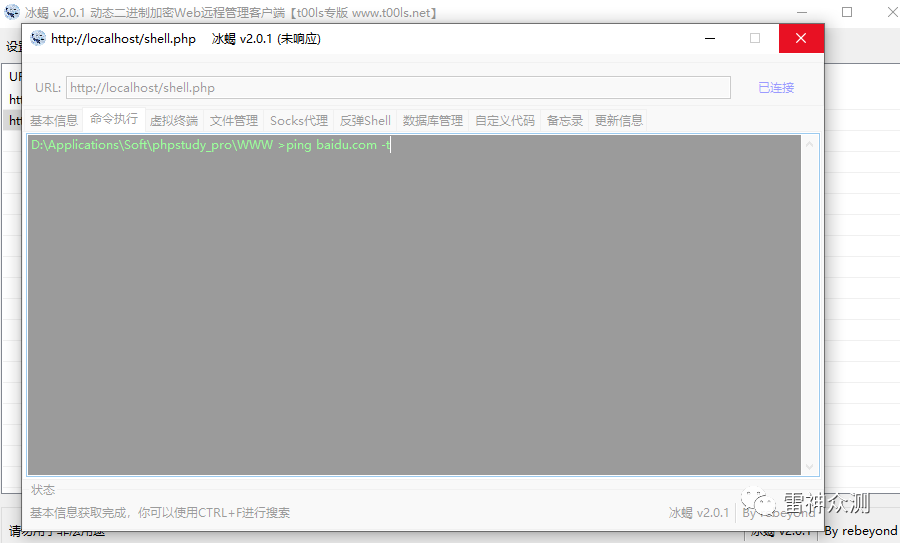 冰蝎 v2.0.1 动态二进制加密Web远程管理客户端【t00ls专版 www.t00ls.net】
设置
http://localhost/shell.php 冰蝎 v2.0.1 (未响应)
UR
URL: http://localhost/shell.php 已连接
htt
htt
基本信息 命令执行 虚拟终端 文件管理 Socks代理 反弹Shell 数据库管理 自定义代码 备忘录 更新信息
D:\Applications\Soft\phpstudy_pro\WWW >ping baidu.com -t
状态
基本信息获取完成，你可以使用CTRL+F进行搜索 冰蝎 v2.0.1 By rebeyond
雷神众测
请勿用于非法用途 冰蝎 v2.0.1 By rebeyond